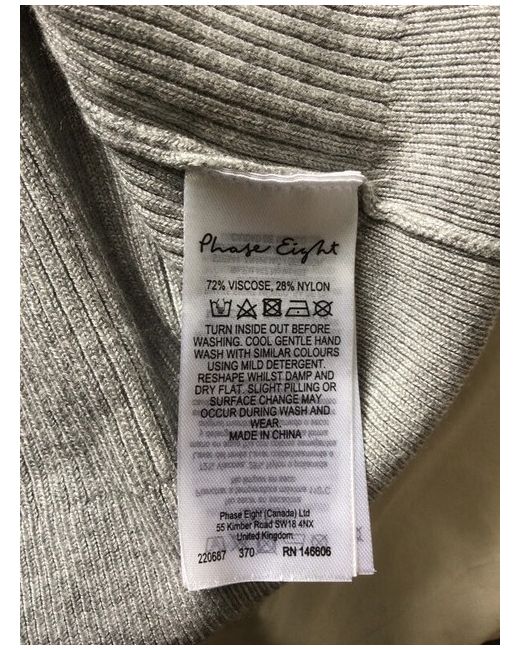 Phase Eight
72% VISCOSE, 28% NYLON
TURN INSIDE OUT BEFORE
WASHING. COOL GENTLE HAND
WASH WITH SIMILAR COLOURS
USING MILD DETERGENT.
RESHAPE WHILST DAMP AND
DRY FLAT. SLIGHT PILLING OR
SURFACE CHANGE MAY
OCCUR DURING WASH AND
WEAR.
MADE IN CHINA
Phase Eight (Canada) Ltd
55 Kimber Road SW18 4NX
United Kingdom
220687 370 RN 146806